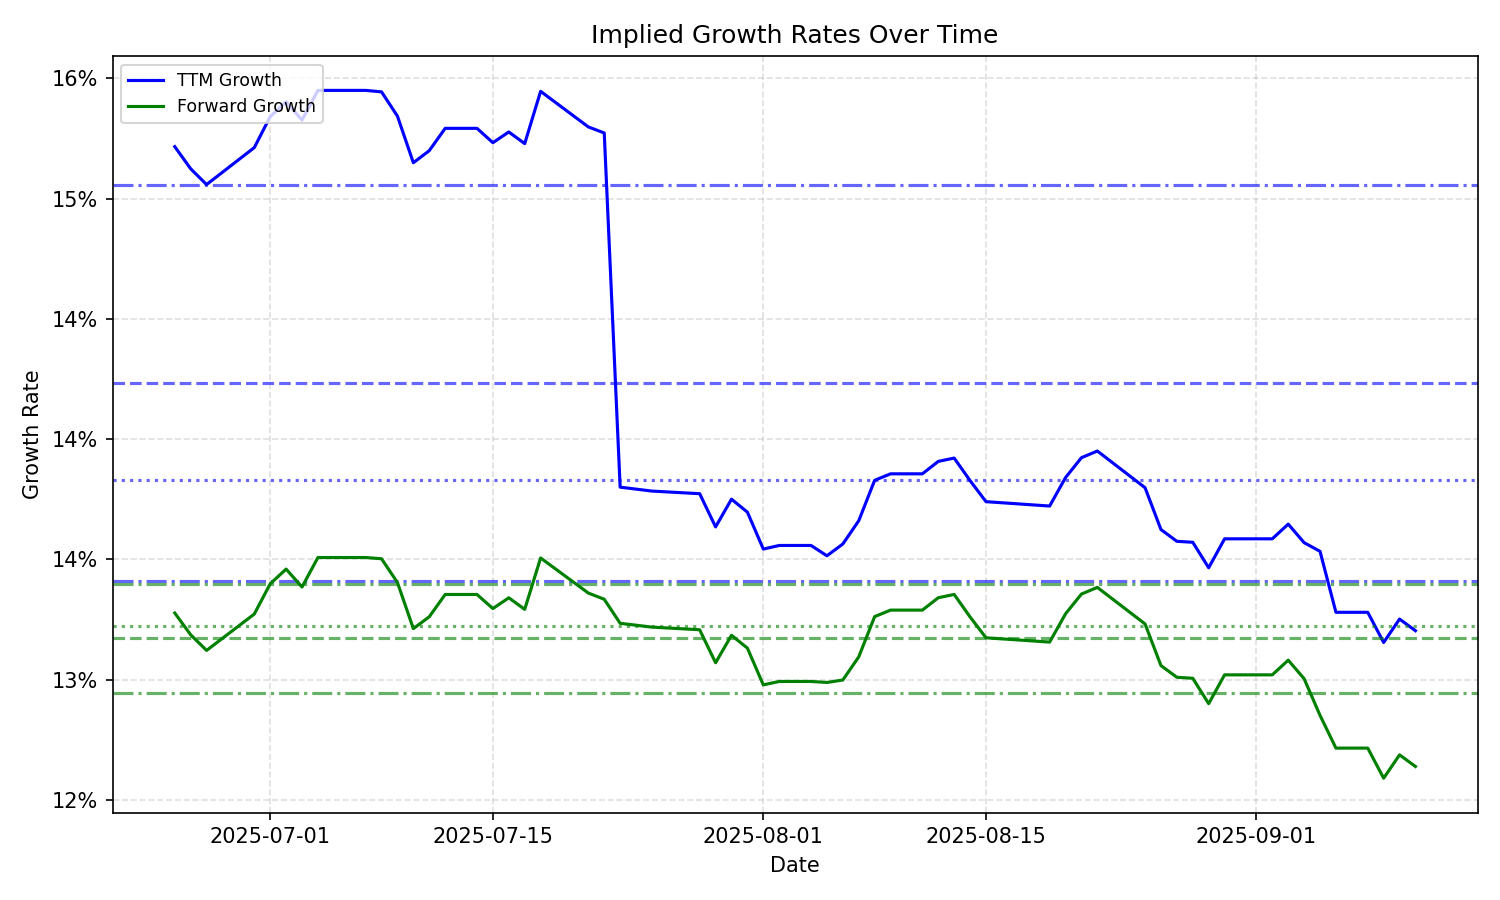 Implied Growth Rates Over Time
TTM Growth
Forward Growth
16%
15%
14%
14%
14%
13%
12%
Growth Rate
2025-07-01
2025-07-15
2025-08-01
2025-08-15
2025-09-01
Date